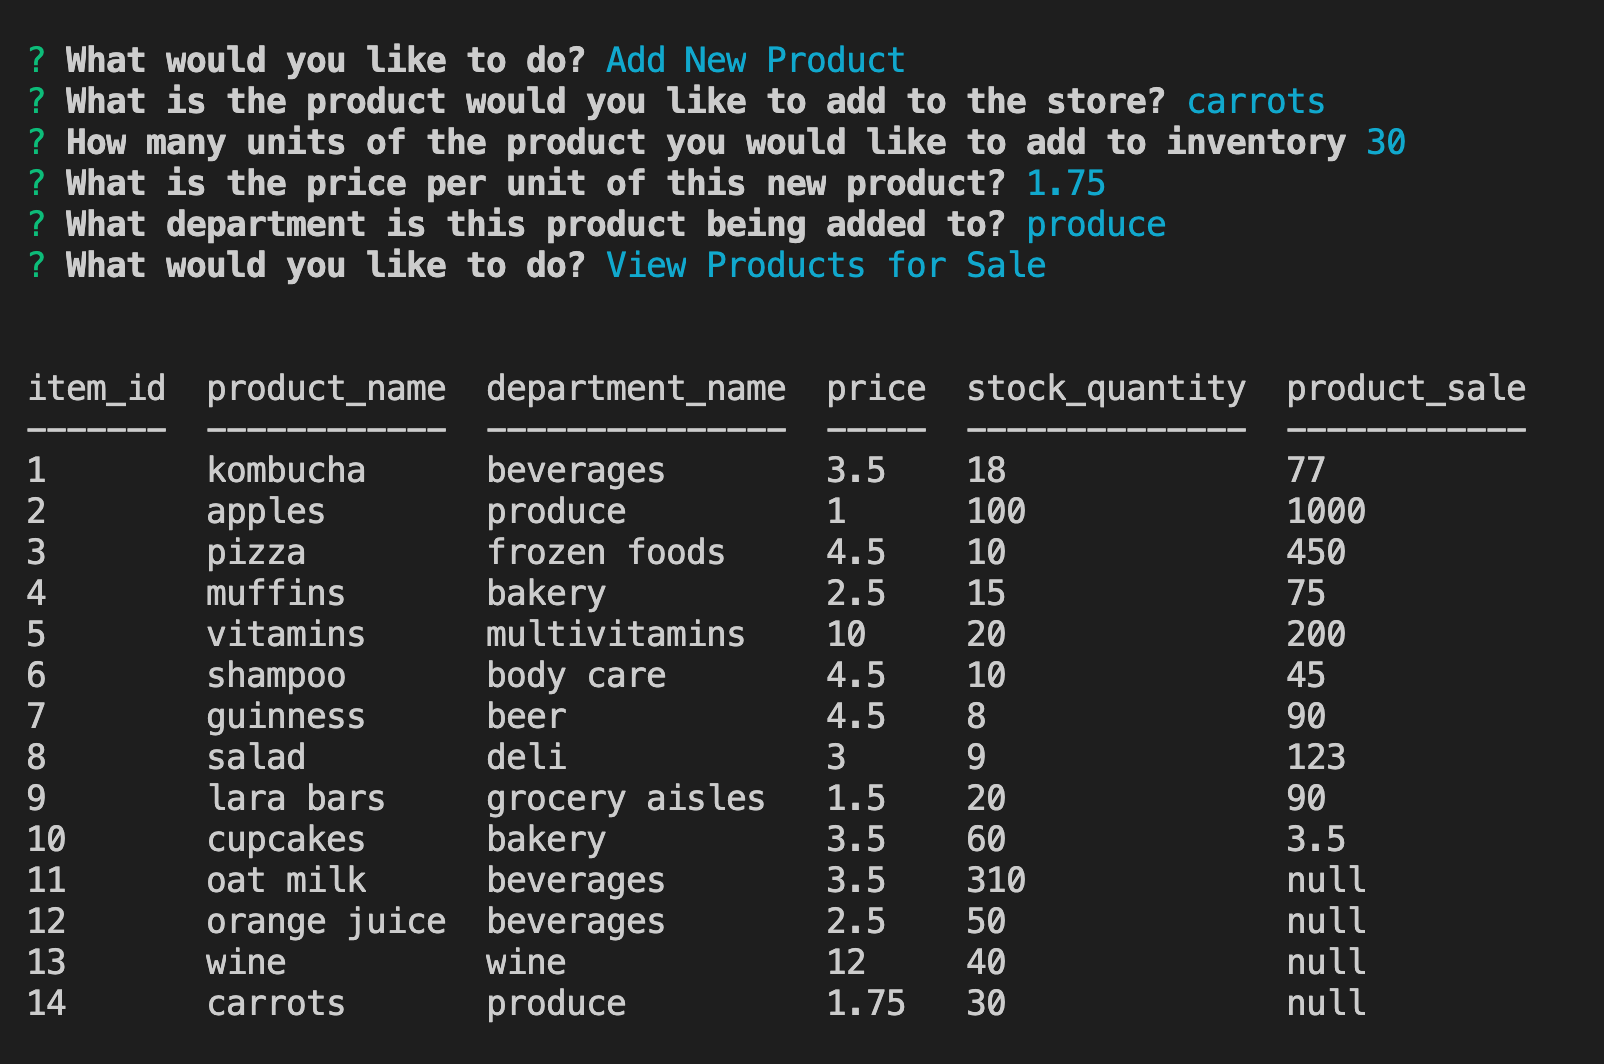 ? What would you like to do? Add New Product
? What is the product would you like to add to the store? carrots
? How many units of the product you would like to add to inventory 30
? What is the price per unit of this new product? 1.75
? What department is this product being added to? produce
? What would you like to do? View Products for Sale
item_id  product_name  department_name  price  stock_quantity  product_sale
-------  ------------  ---------------  -----  --------------  ------------
1        kombucha      beverages        3.5    18              77
2        apples        produce          1      100             1000
3        pizza         frozen foods     4.5    10              450
4        muffins       bakery           2.5    15              75
5        vitamins      multivitamins    10     20              200
6        shampoo       body care        4.5    10              45
7        guinness      beer             4.5    8               90
8        salad         deli             3      9               123
9        lara bars     grocery aisles   1.5    20              90
10       cupcakes      bakery           3.5    60              3.5
11       oat milk      beverages        3.5    310             null
12       orange juice  beverages        2.5    50              null
13       wine          wine             12     40              null
14       carrots       produce          1.75   30              null